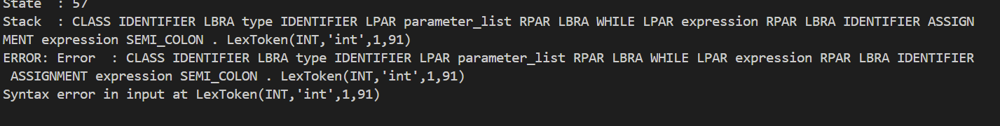 State  : 57
Stack  : CLASS IDENTIFIER LBRA type IDENTIFIER LPAR parameter_list RPAR LBRA WHILE LPAR expression RPAR LBRA IDENTIFIER ASSIGN
MENT expression SEMI_COLON . LexToken(INT,'int',1,91)
ERROR: Error  : CLASS IDENTIFIER LBRA type IDENTIFIER LPAR parameter_list RPAR LBRA WHILE LPAR expression RPAR LBRA IDENTIFIER
 ASSIGNMENT expression SEMI_COLON . LexToken(INT,'int',1,91)
Syntax error in input at LexToken(INT,'int',1,91)